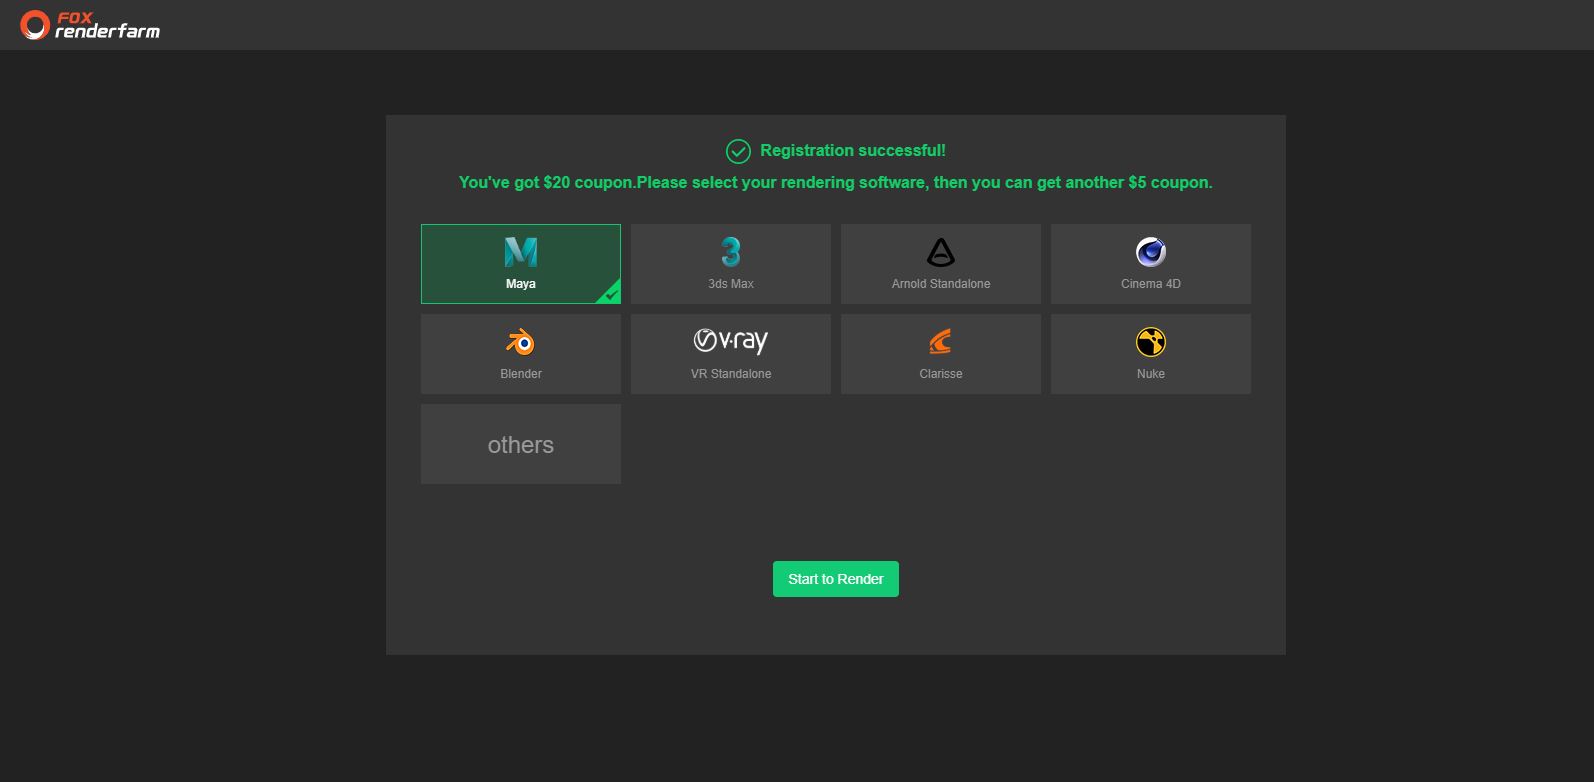 FOX
renderfarm
Registration successful!
You've got $20 coupon.Please select your rendering software, then you can get another $5 coupon.
Maya
3ds Max
Arnold Standalone
Cinema 4D
Blender
v·ray
VR Standalone
Clarisse
Nuke
others
Start to Render